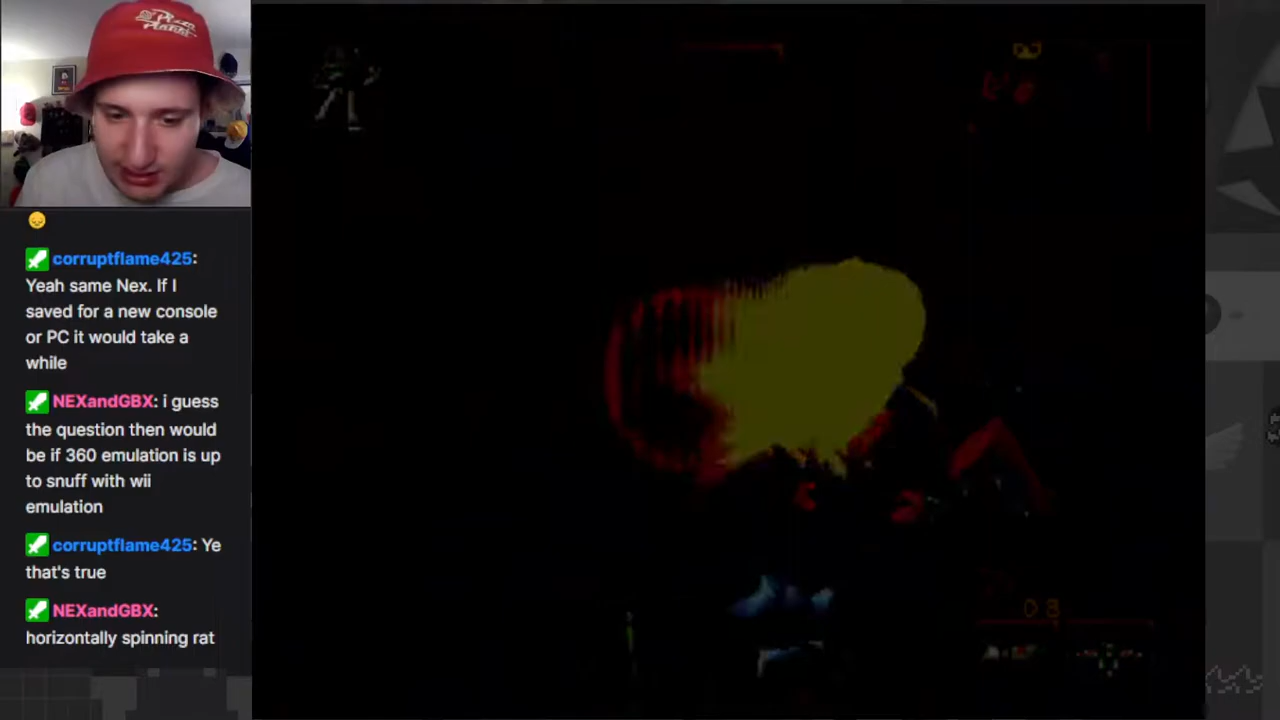 Pizza
Planet
😞
corruptflame425:
Yeah same Nex. If I
saved for a new console
or PC it would take a
while
NEXandGBX: i guess
the question then would
be if 360 emulation is up
to snuff with wii
emulation
corruptflame425: Ye
that's true
NEXandGBX:
horizontally spinning rat